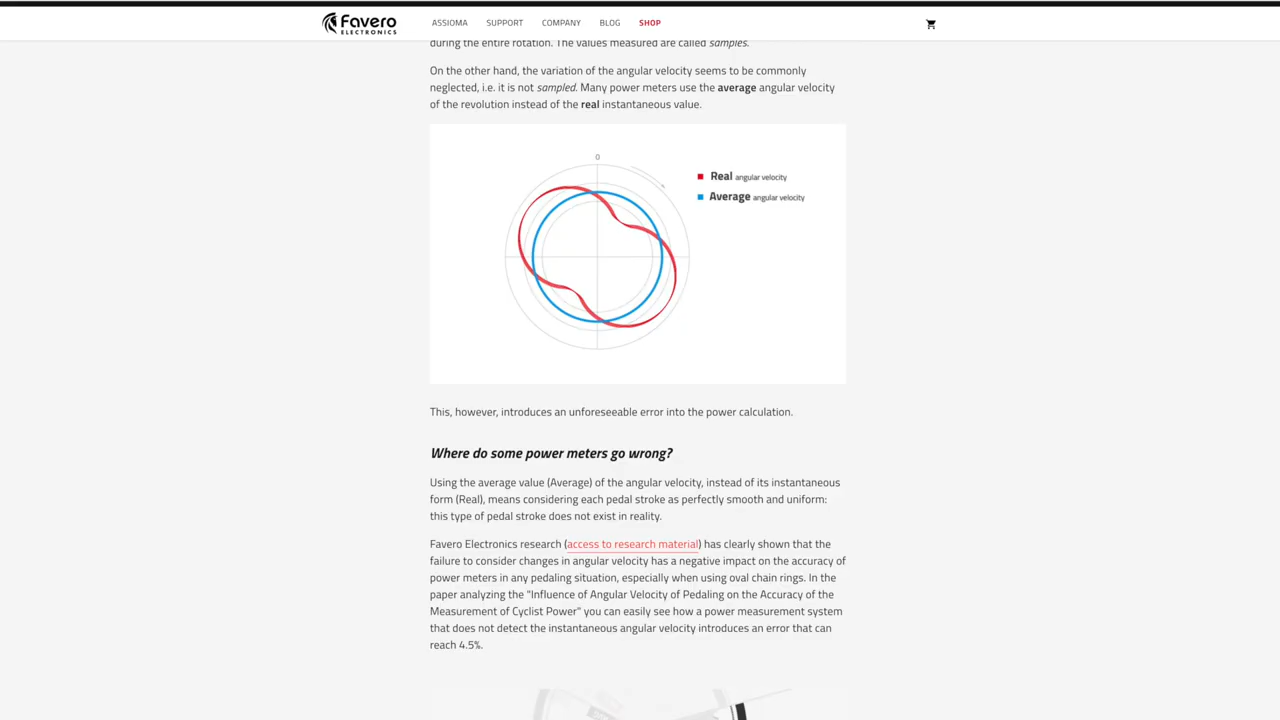 Favero
ELECTRONICS
ASSIOMA
SUPPORT
COMPANY
BLOG
SHOP
during the entire rotation. The values measured are called samples.
On the other hand, the variation of the angular velocity seems to be commonly
neglected, i.e. it is not sampled. Many power meters use the average angular velocity
of the revolution instead of the real instantaneous value.
0
Real angular velocity
Average angular velocity
This, however, introduces an unforeseeable error into the power calculation.
Where do some power meters go wrong?
Using the average value (Average) of the angular velocity, instead of its instantaneous
form (Real), means considering each pedal stroke as perfectly smooth and uniform:
this type of pedal stroke does not exist in reality.
Favero Electronics research (access to research material) has clearly shown that the
failure to consider changes in angular velocity has a negative impact on the accuracy of
power meters in any pedaling situation, especially when using oval chain rings. In the
paper analyzing the "Influence of Angular Velocity of Pedaling on the Accuracy of the
Measurement of Cyclist Power" you can easily see how a power measurement system
that does not detect the instantaneous angular velocity introduces an error that can
reach 4.5%.